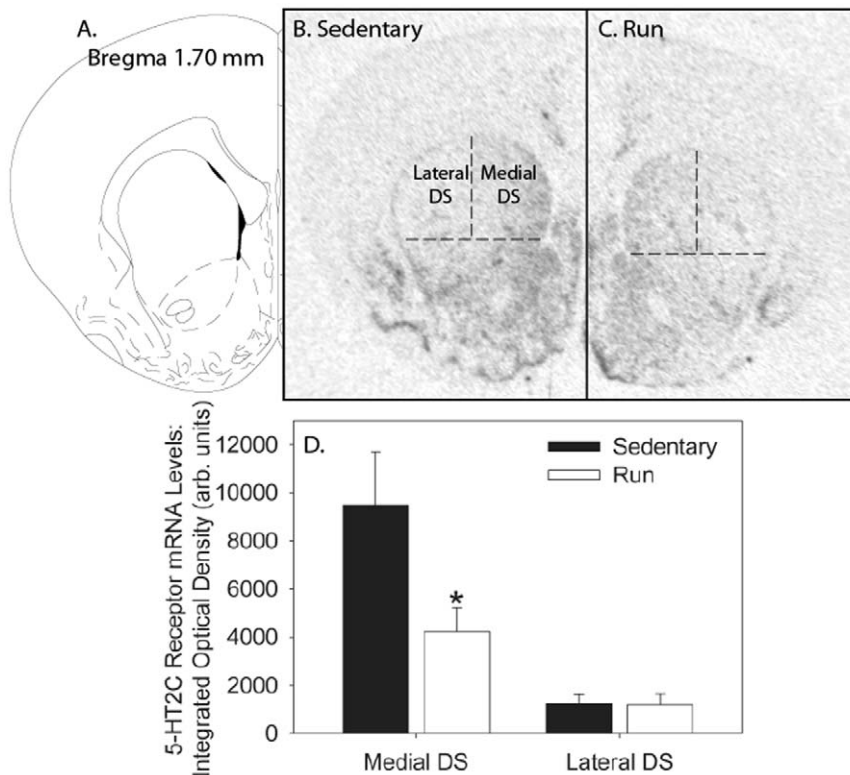 A.
Bregma 1.70 mm
B. Sedentary
C. Run
Lateral DS
Medial DS
5-HT2C Receptor mRNA Levels:
Integrated Optical Density (arb. units)
D.
12000
10000
8000
6000
4000
2000
0
Sedentary
Run
*
Medial DS
Lateral DS